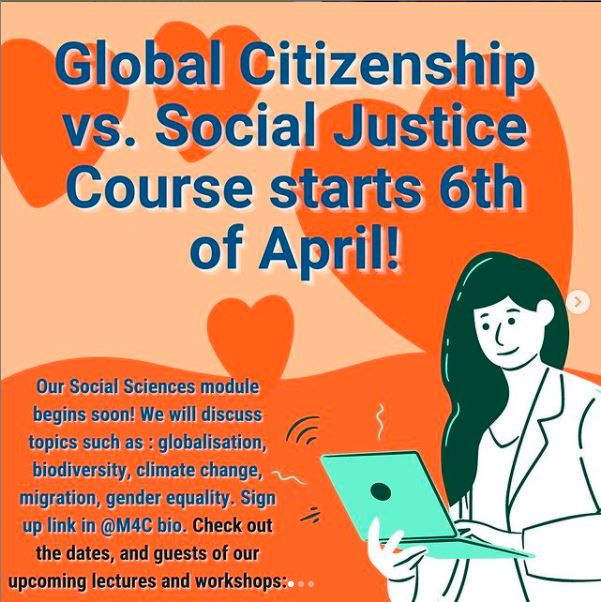 Global Citizenship
vs. Social Justice
Course starts 6th
of April!
Our Social Sciences module
begins soon! We will discuss
topics such as : globalisation,
biodiversity, climate change,
migration, gender equality. Sign
up link in @M4C bio. Check out
the dates, and guests of our
upcoming lectures and workshops: